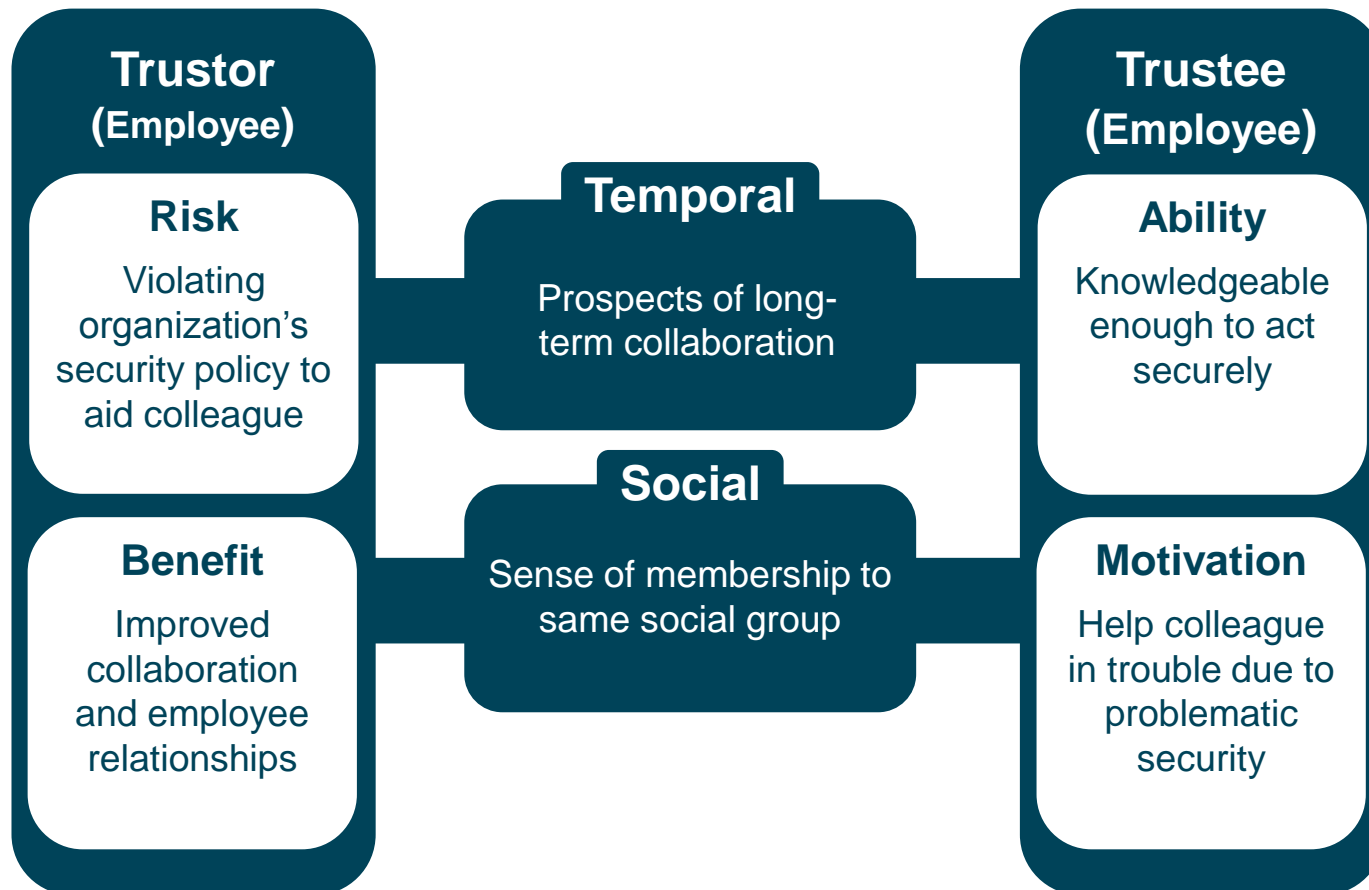 Trustor
(Employee)
Risk
Violating
organization's
security policy to
aid colleague
Benefit
Improved
collaboration
and employee
relationships
Temporal
Prospects of long-
term collaboration
Social
Sense of membership to
same social group
Trustee
(Employee)
Ability
Knowledgeable
enough to act
securely
Motivation
Help colleague
in trouble due to
problematic
security